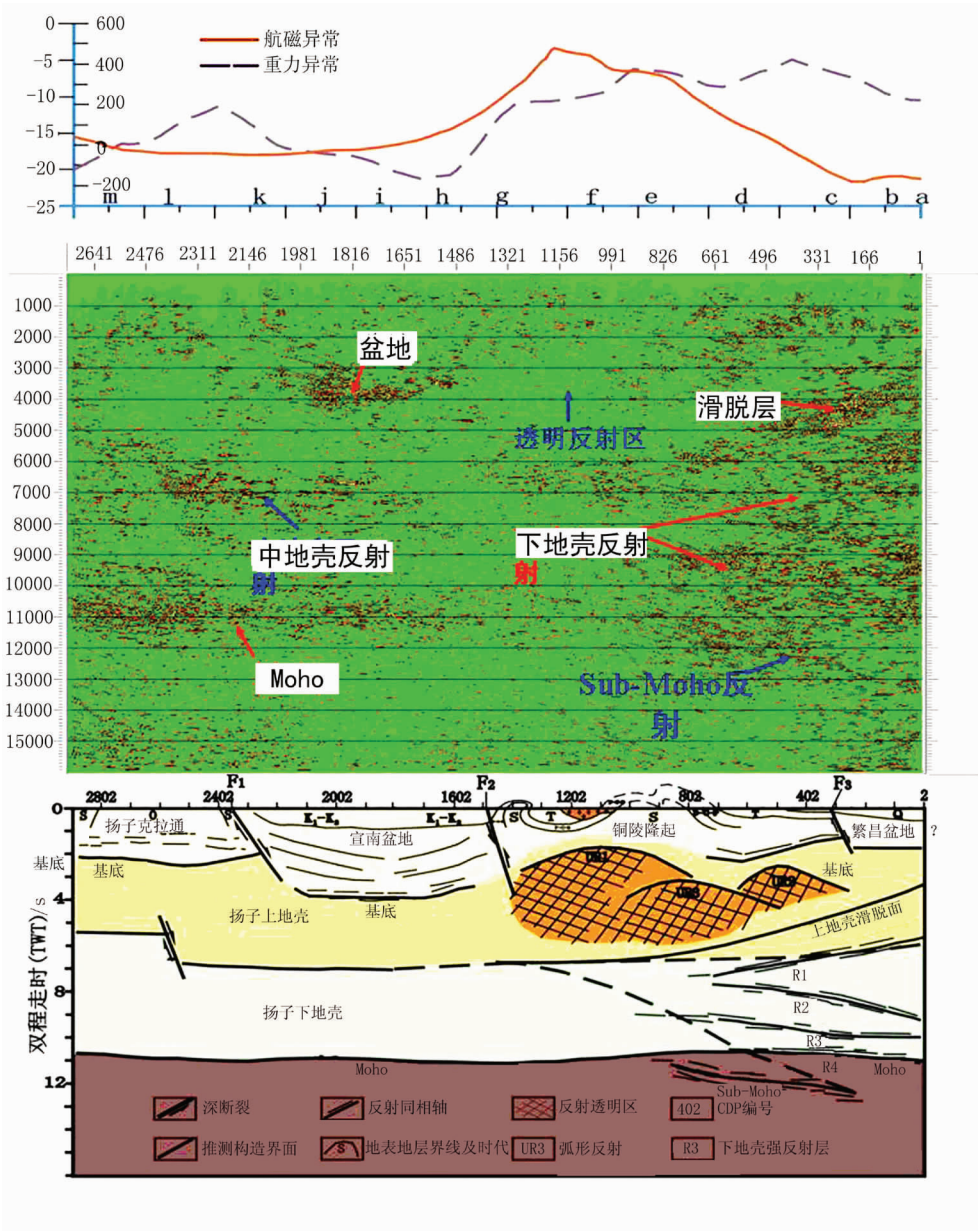 0 600
航磁异常
重力异常
-5 400
-10 200
-15 0
-20 -200
-25
m l k j i h g f e d c b a
2641 2476 2311 2146 1981 1816 1651 1486 1321 1156 991 826 661 496 331 166 1
1000
2000
3000
4000
5000
6000
7000
8000
9000
10000
11000
12000
13000
14000
15000
盆地
滑脱层
透明反射区
中地壳反射
射
下地壳反射
射
Moho
Sub-Moho反
射
F1 F2 F3
2802 2402 2002 1602 1202 802 402 2
双程走时(TWT)/s
0
4
8
12
S O S K₁-K₂ K₁-K₂ S T S T Q
扬子克拉通 宣南盆地 铜陵隆起 繁昌盆地 ?
基底 基底 基底 基底
UR1
UR3
扬子上地壳
上地壳滑脱面
R1
R2
R3
R4
扬子下地壳
Moho Moho
Sub-Moho
深断裂 反射同相轴 反射透明区 402 CDP编号
推测构造界面 S 地表地层界线及时代 UR3 弧形反射 R3 下地壳强反射层